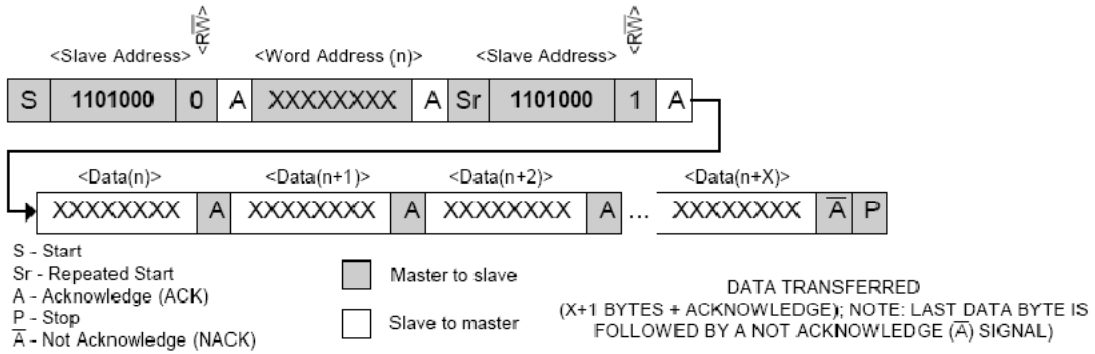 <R̅W̅> <R̅W̅>
<Slave Address> <Word Address (n)> <Slave Address>
S 1101000 0 A XXXXXXXX A Sr 1101000 1 A
<Data(n)> <Data(n+1)> <Data(n+2)> <Data(n+X)>
XXXXXXXX A XXXXXXXX A XXXXXXXX A ... XXXXXXXX A̅ P
S - Start
Sr - Repeated Start
A - Acknowledge (ACK)
P - Stop
A̅ - Not Acknowledge (NACK)
Master to slave
Slave to master
DATA TRANSFERRED
(X+1 BYTES + ACKNOWLEDGE); NOTE: LAST DATA BYTE IS
FOLLOWED BY A NOT ACKNOWLEDGE (A̅) SIGNAL)